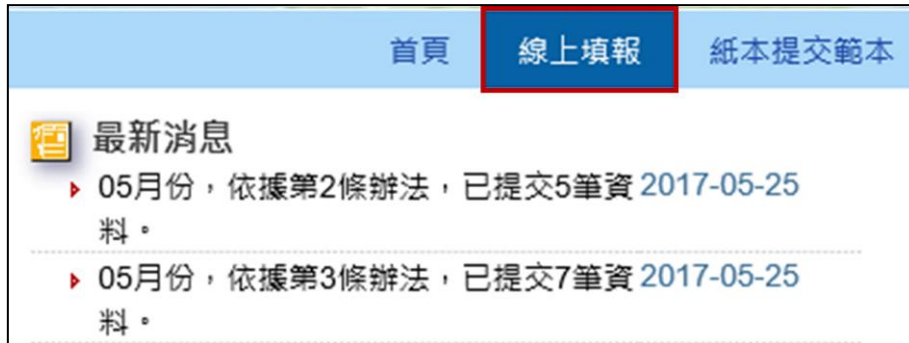 首頁 線上填報 紙本提交範本
最新消息
05月份，依據第2條辦法，已提交5筆資 2017-05-25
料。
05月份，依據第3條辦法，已提交7筆資 2017-05-25
料。